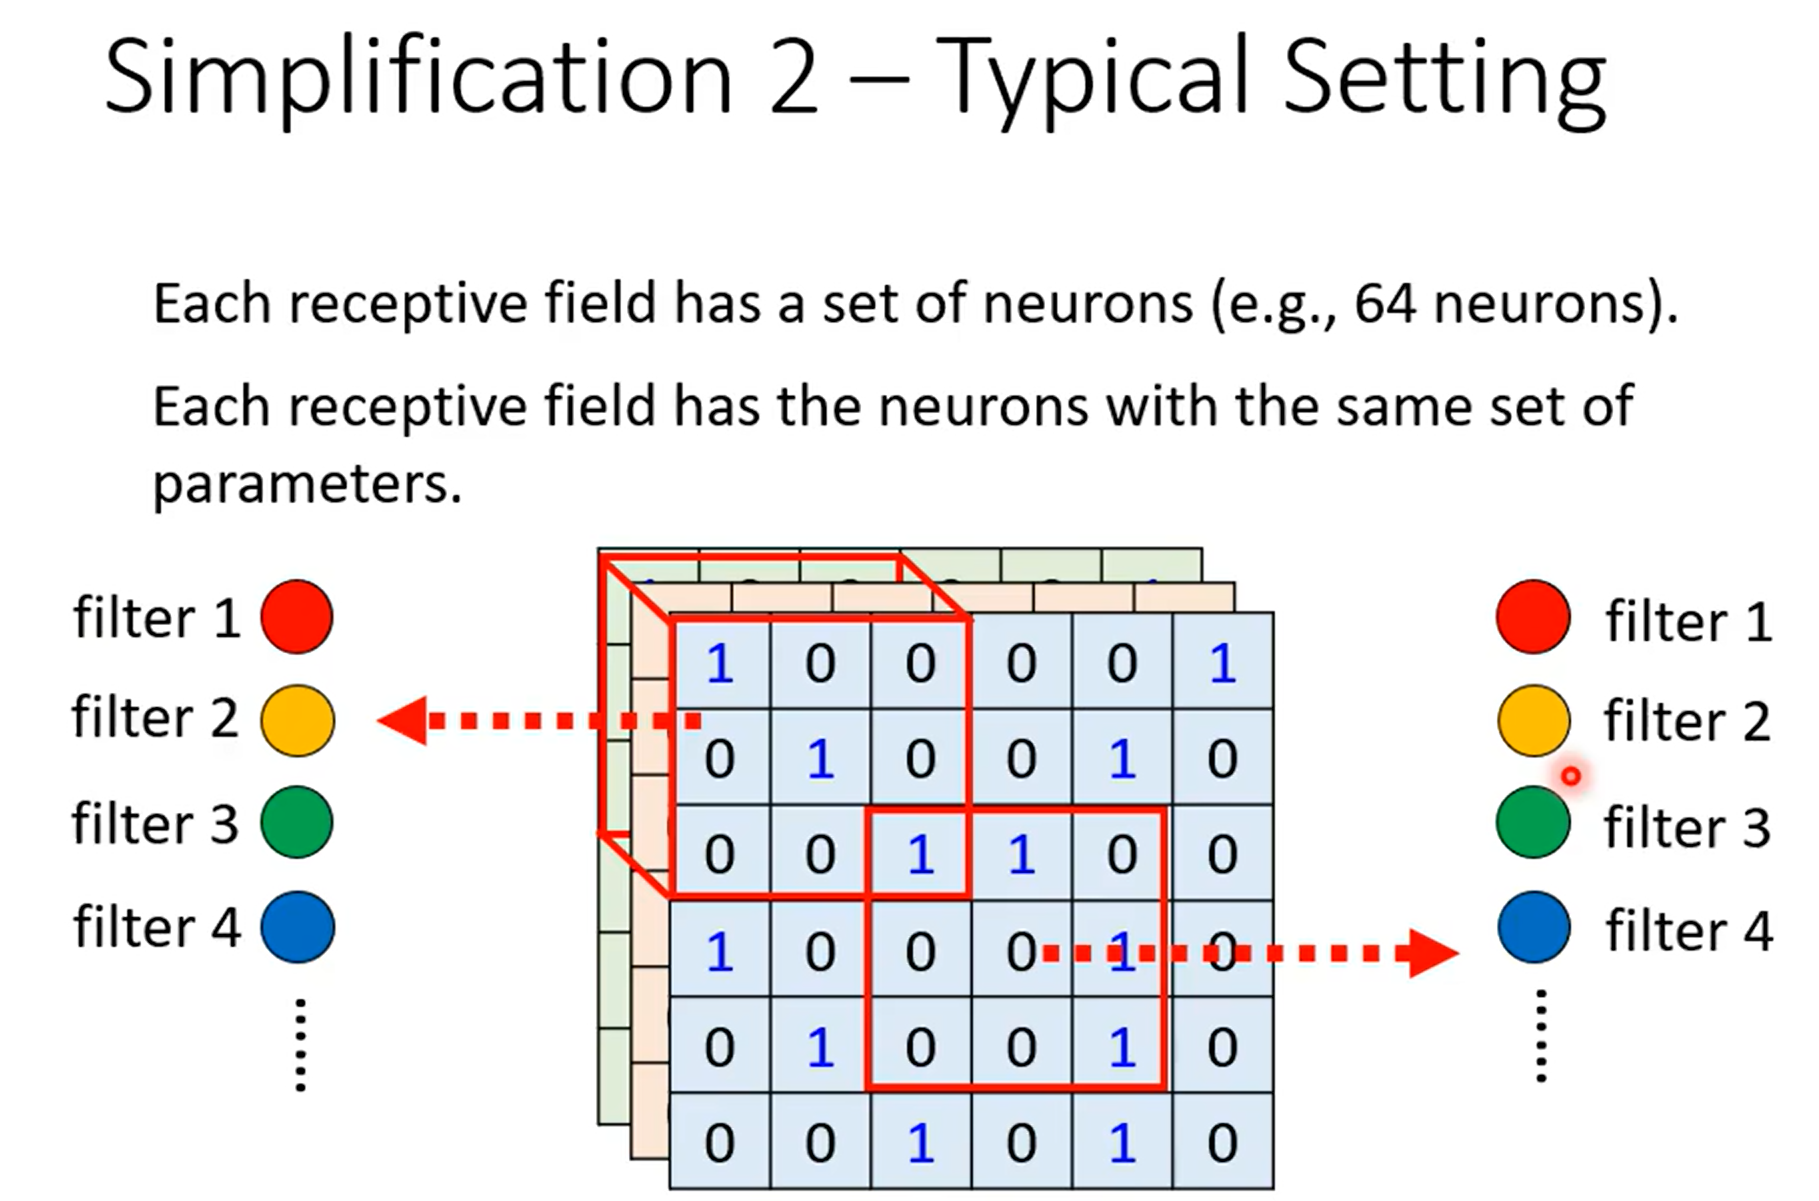 Simplification 2 – Typical Setting
Each receptive field has a set of neurons (e.g., 64 neurons).
Each receptive field has the neurons with the same set of
parameters.
filter 1
filter 2
filter 3
filter 4
1 0 0 0 0 1
0 1 0 0 1 0
0 0 1 1 0 0
1 0 0 0 1 0
0 1 0 0 1 0
0 0 1 0 1 0
filter 1
filter 2
filter 3
filter 4